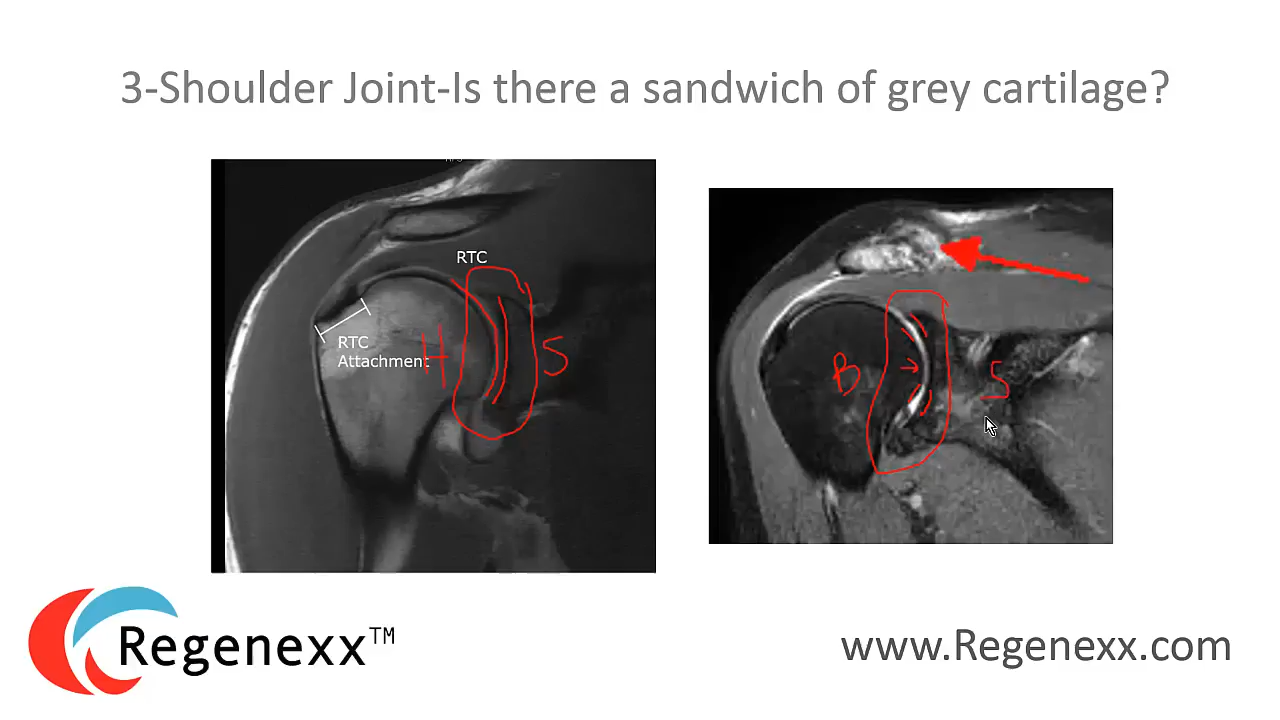 3-Shoulder Joint-Is there a sandwich of grey cartilage?
RTC
RTC
Attachment
H
S
B
S
Regenexx™
www.Regenexx.com